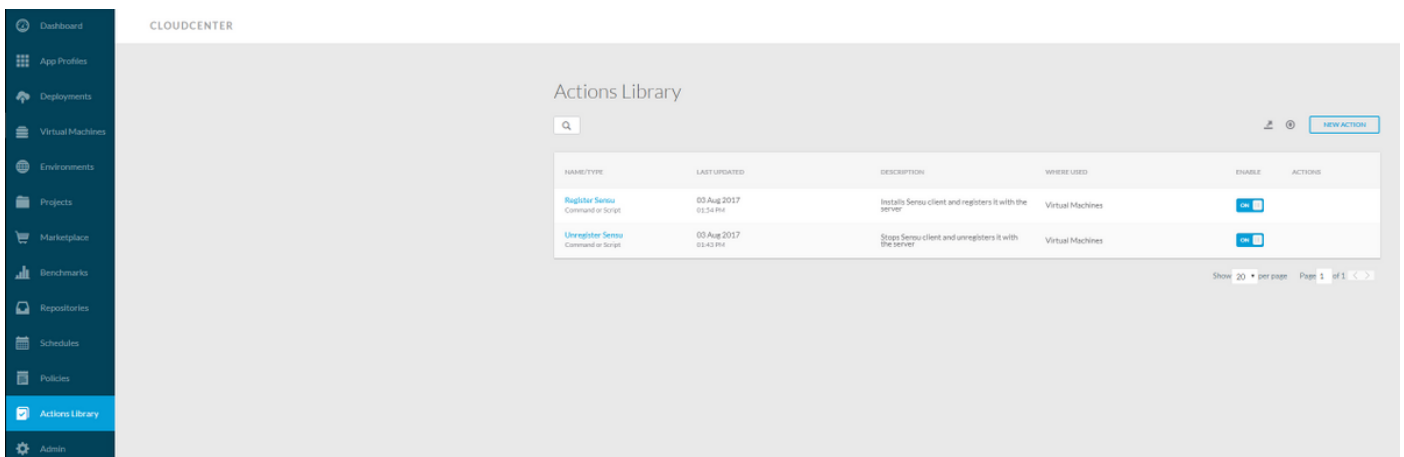 Dashboard
CLOUDCENTER
App Profiles
Deployments
Virtual Machines
Environments
Projects
Marketplace
Benchmarks
Repositories
Schedules
Policies
Actions Library
Admin
Actions Library
NEW ACTION
NAME/TYPE LAST UPDATED DESCRIPTION WHERE USED ENABLE ACTIONS
Register Sensu 03 Aug 2017 Installs Sensu client and registers it with the Virtual Machines ON
Command or Script 01:54 PM server
Unregister Sensu 03 Aug 2017 Stops Sensu client and unregisters it with Virtual Machines ON
Command or Script 01:43 PM the server
Show 20 per page Page 1 of 1